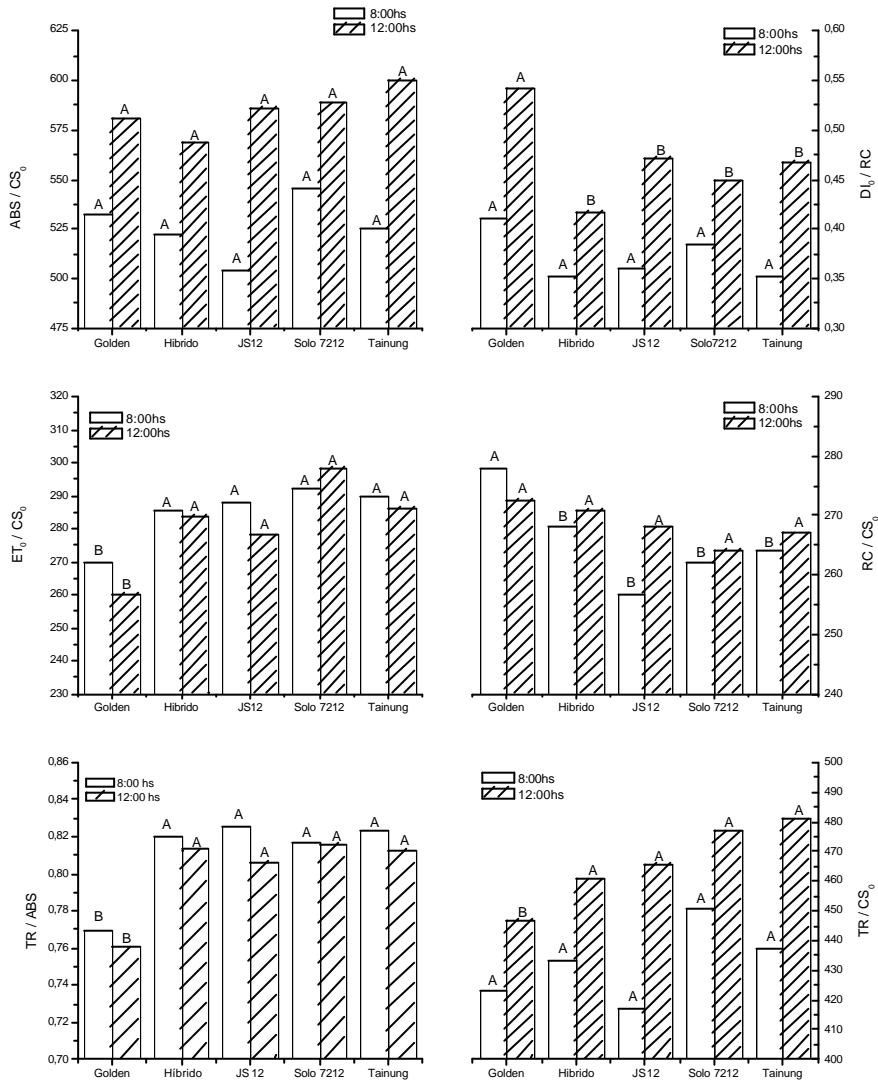 8:00hs
12:00hs
625
600
575
550
525
500
475
ABS / CS0
A
A
A
A
A
A
A
A
A
A
Golden
Hibrido
JS12
Solo 7212
Tainung
8:00hs
12:00hs
0,60
0,55
0,50
0,45
0,40
0,35
0,30
DI0 / RC
A
A
A
B
A
B
A
B
A
B
Golden
Hibrido
JS12
Solo7212
Tainung
8:00hs
12:00hs
320
310
300
290
280
270
260
250
240
230
ET0 / CS0
B
B
A
A
A
A
A
A
A
A
Golden
Hibrido
JS12
Solo 7212
Tainung
8:00hs
12:00hs
290
280
270
260
250
240
RC / CS0
A
A
B
A
B
A
B
A
B
A
Golden
Hibrido
JS12
Solo 7212
Tainung
8:00 hs
12:00 hs
0,86
0,84
0,82
0,80
0,78
0,76
0,74
0,72
0,70
TR / ABS
B
B
A
A
A
A
A
A
A
A
Golden
Híbrido
JS12
Solo 7212
Tainung
8:00hs
12:00hs
500
490
480
470
460
450
440
430
420
410
400
TR / CS0
A
B
A
A
A
A
A
A
A
A
Golden
Hibrido
JS12
Solo 7212
Tainung